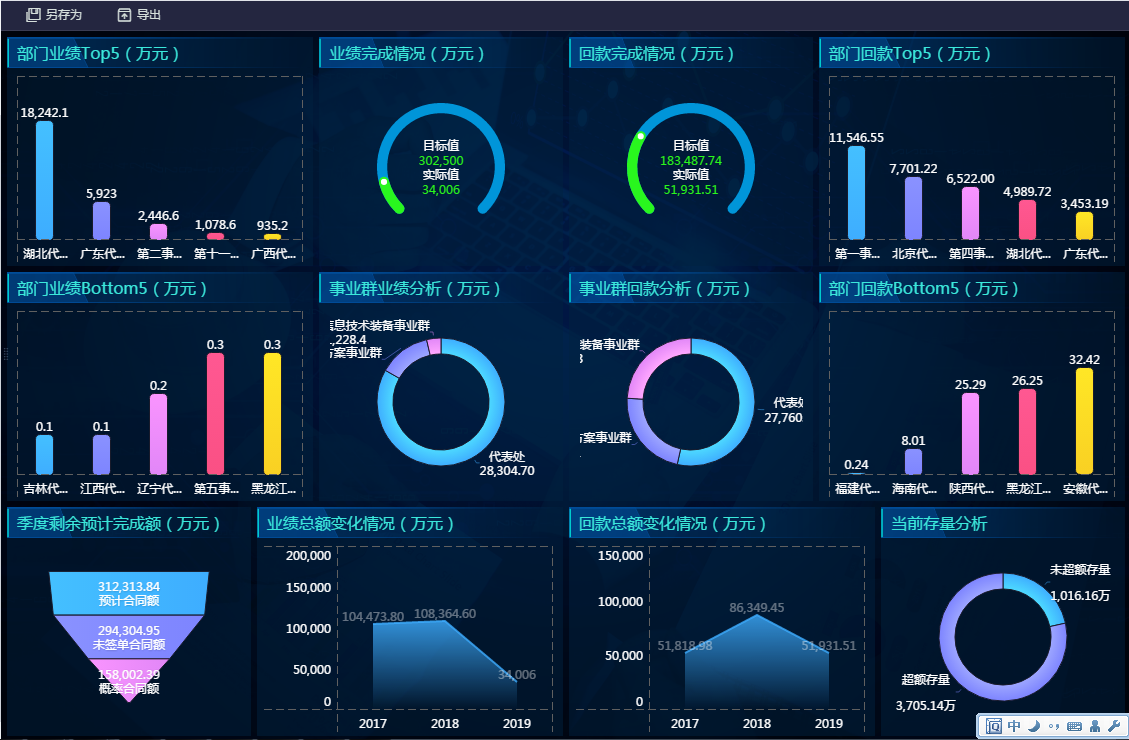 另存为 导出
部门业绩Top5（万元）
18,242.1
5,923
2,446.6
1,078.6
935.2
湖北代... 广东代... 第二事... 第十一... 广西代...
业绩完成情况（万元）
目标值
302,500
实际值
34,006
回款完成情况（万元）
目标值
183,487.74
实际值
51,931.51
部门回款Top5（万元）
11,546.55
7,701.22
6,522.00
4,989.72
3,453.19
第一事... 北京代... 第四事... 湖北代... 广东代...
部门业绩Bottom5（万元）
0.1
0.1
0.2
0.3
0.3
吉林代... 江西代... 辽宁代... 第五事... 黑龙江...
事业群业绩分析（万元）
息技术装备事业群
,228.4
方案事业群
代表处
28,304.70
事业群回款分析（万元）
装备事业群
方案事业群
代表处
27,760
部门回款Bottom5（万元）
0.24
8.01
25.29
26.25
32.42
福建代... 海南代... 陕西代... 黑龙江... 安徽代...
季度剩余预计完成额（万元）
312,313.84
预计合同额
294,304.95
未签单合同额
158,002.39
概率合同额
业绩总额变化情况（万元）
200,000
150,000
100,000
50,000
0
104,473.80
108,364.60
34,006
2017 2018 2019
回款总额变化情况（万元）
150,000
100,000
50,000
0
51,818.98
86,349.45
51,931.51
2017 2018 2019
当前存量分析
未超额存量
1,016.16万
超额存量
3,705.14万
中